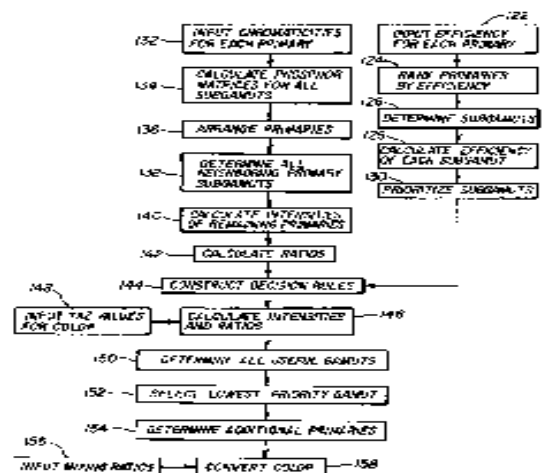 132
INPUT CHROMATICITIES
FOR EACH PRIMARY
122
INPUT EFFICIENCY
FOR EACH PRIMARY
134
CALCULATE PHOSPHOR
MATRICES FOR ALL
SUBGAMUTS
124
RANK PRIMARIES
BY EFFICIENCY
126
DETERMINE SUBGAMUTS
136
ARRANGE PRIMARIES
128
CALCULATE EFFICIENCY
OF EACH SUBGAMUT
DETERMINE ALL
NEIGHBORING PRIMARY
SUBGAMUTS
130
PRIORITIZE SUBGAMUTS
140
CALCULATE INTENSITIES
OF REMAINING PRIMARIES
142
CALCULATE RATIOS
144
CONSTRUCT DECISION RULES
148
INPUT VALUES
FOR COLOR
CALCULATE INTENSITIES
AND RATIOS
146
150
DETERMINE ALL USEFUL GAMUTS
152
SELECT LOWEST PRIORITY GAMUT
154
DETERMINE ADDITIONAL PRIMARIES
156
INPUT MIXING RATIOS
CONVERT COLOR
158